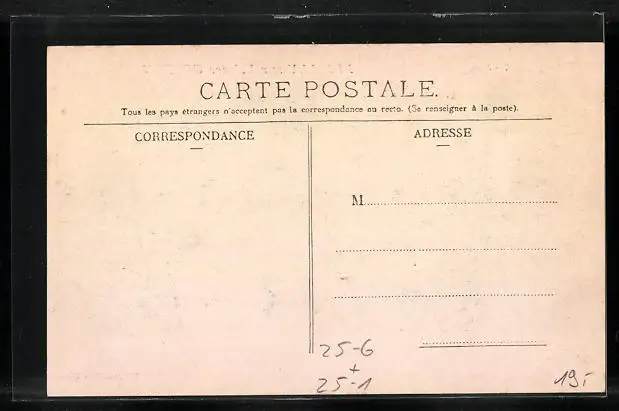 CARTE POSTALE.
Tous les pays étrangers n'acceptent pas la correspondance au recto. (Se renseigner à la poste).
CORRESPONDANCE
ADRESSE
M
25-6
+
25-1
19,-